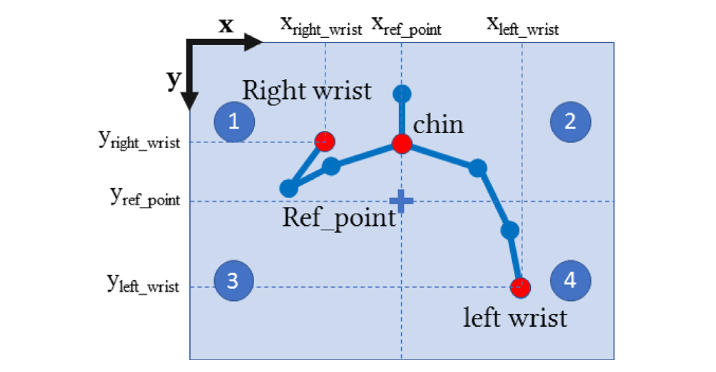 x
x_right_wrist
x_ref_point
x_left_wrist
y
Right wrist
1
chin
2
y_right_wrist
y_ref_point
Ref_point
y_left_wrist
3
4
left wrist